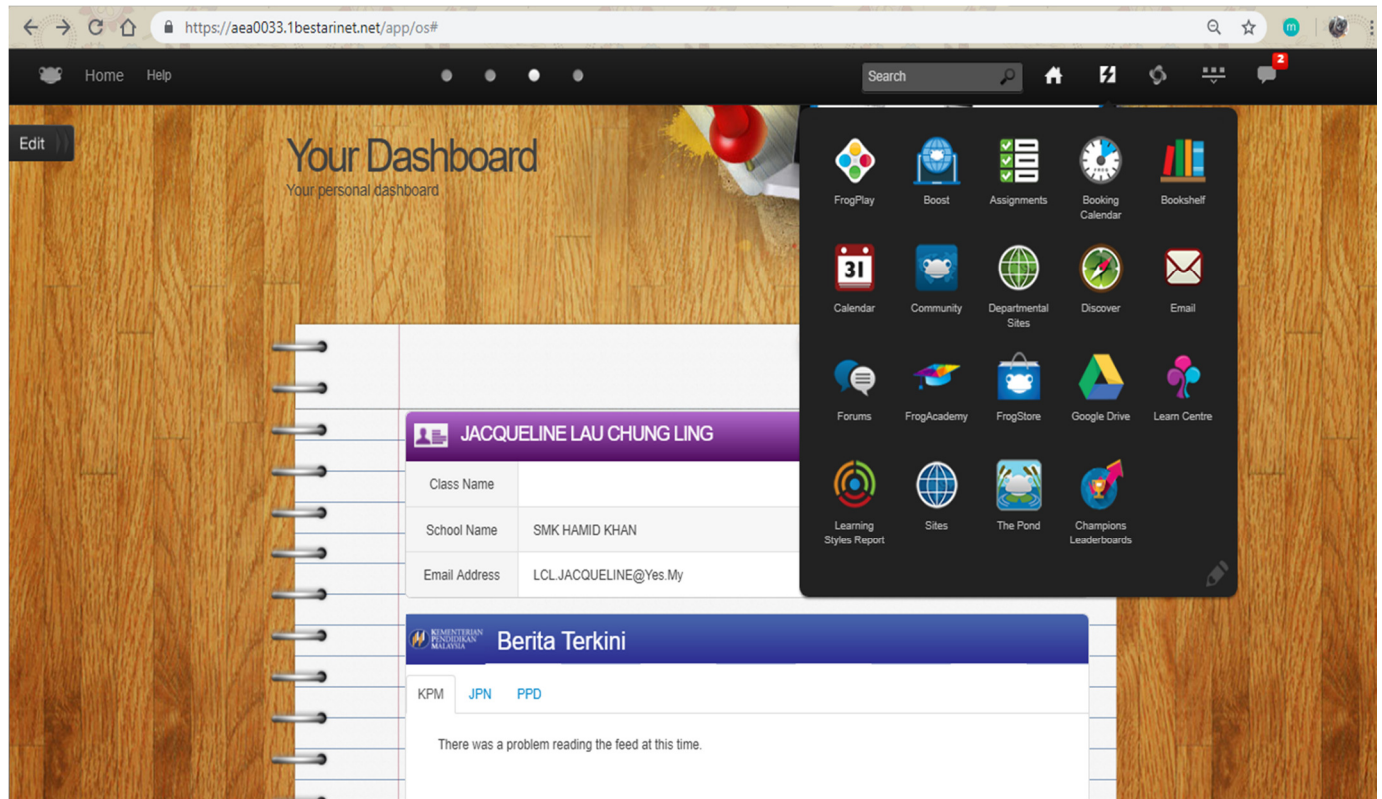 https://aea0033.1bestarinet.net/app/os#
m
Home Help Search 2
Edit
Your Dashboard
Your personal dashboard
FrogPlay Boost Assignments Booking Calendar Bookshelf
31
Calendar Community Departmental Sites Discover Email
Forums FrogAcademy FrogStore Google Drive Learn Centre
Learning Styles Report Sites The Pond Champions Leaderboards
JACQUELINE LAU CHUNG LING
Class Name
School Name SMK HAMID KHAN
Email Address LCL.JACQUELINE@Yes.My
KEMENTERIAN
PENDIDIKAN
MALAYSIA
Berita Terkini
KPM JPN PPD
There was a problem reading the feed at this time.